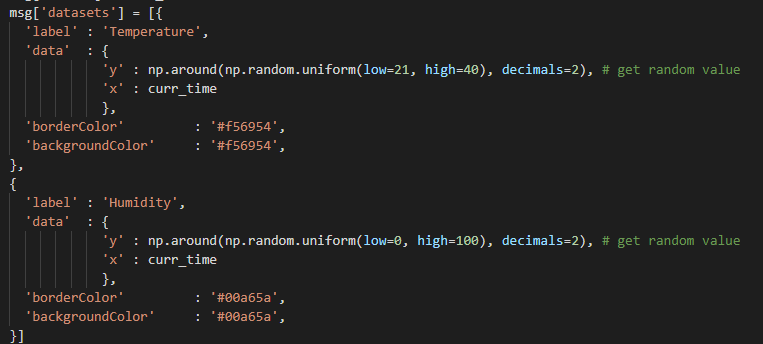 msg['datasets'] = [{
'label' : 'Temperature',
'data'  : {
'y' : np.around(np.random.uniform(low=21, high=40), decimals=2), # get random value
'x' : curr_time
},
'borderColor'         : '#f56954',
'backgroundColor'     : '#f56954',
},
{
'label' : 'Humidity',
'data'  : {
'y' : np.around(np.random.uniform(low=0, high=100), decimals=2), # get random value
'x' : curr_time
},
'borderColor'         : '#00a65a',
'backgroundColor'     : '#00a65a',
}]